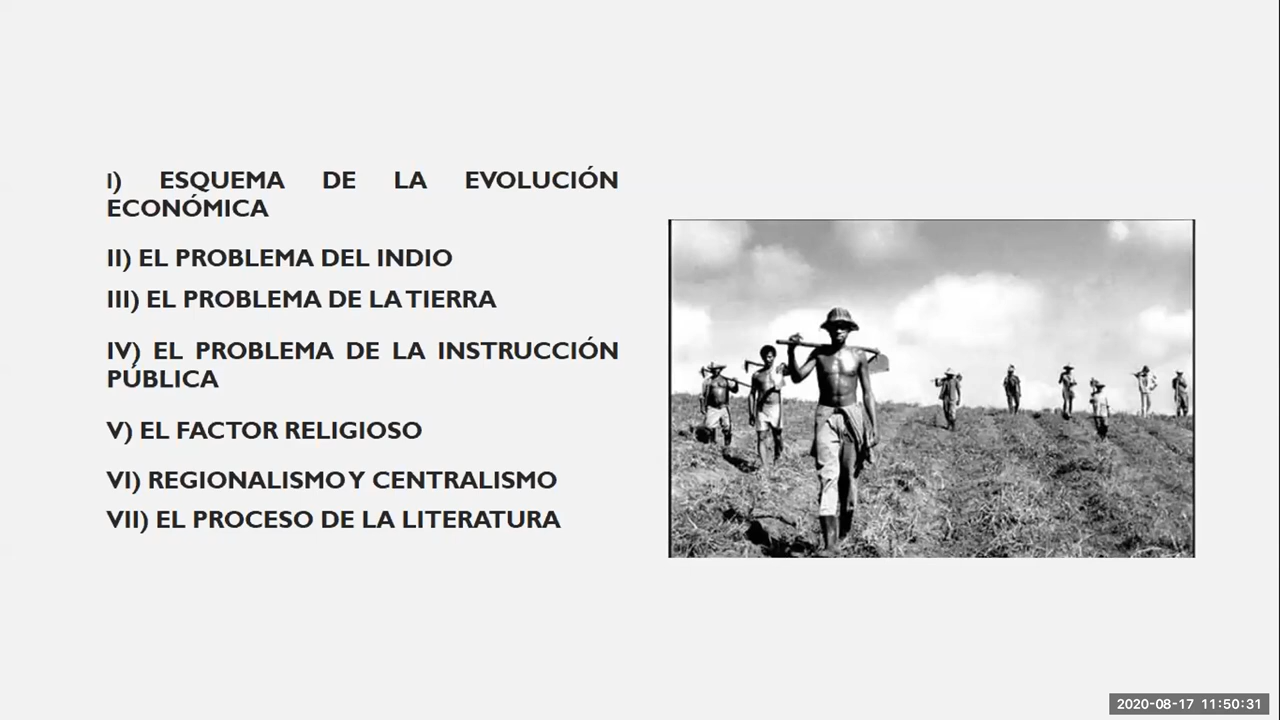 I) ESQUEMA DE LA EVOLUCIÓN
ECONÓMICA
II) EL PROBLEMA DEL INDIO
III) EL PROBLEMA DE LA TIERRA
IV) EL PROBLEMA DE LA INSTRUCCIÓN
PÚBLICA
V) EL FACTOR RELIGIOSO
VI) REGIONALISMO Y CENTRALISMO
VII) EL PROCESO DE LA LITERATURA
2020-08-17 11:50:31